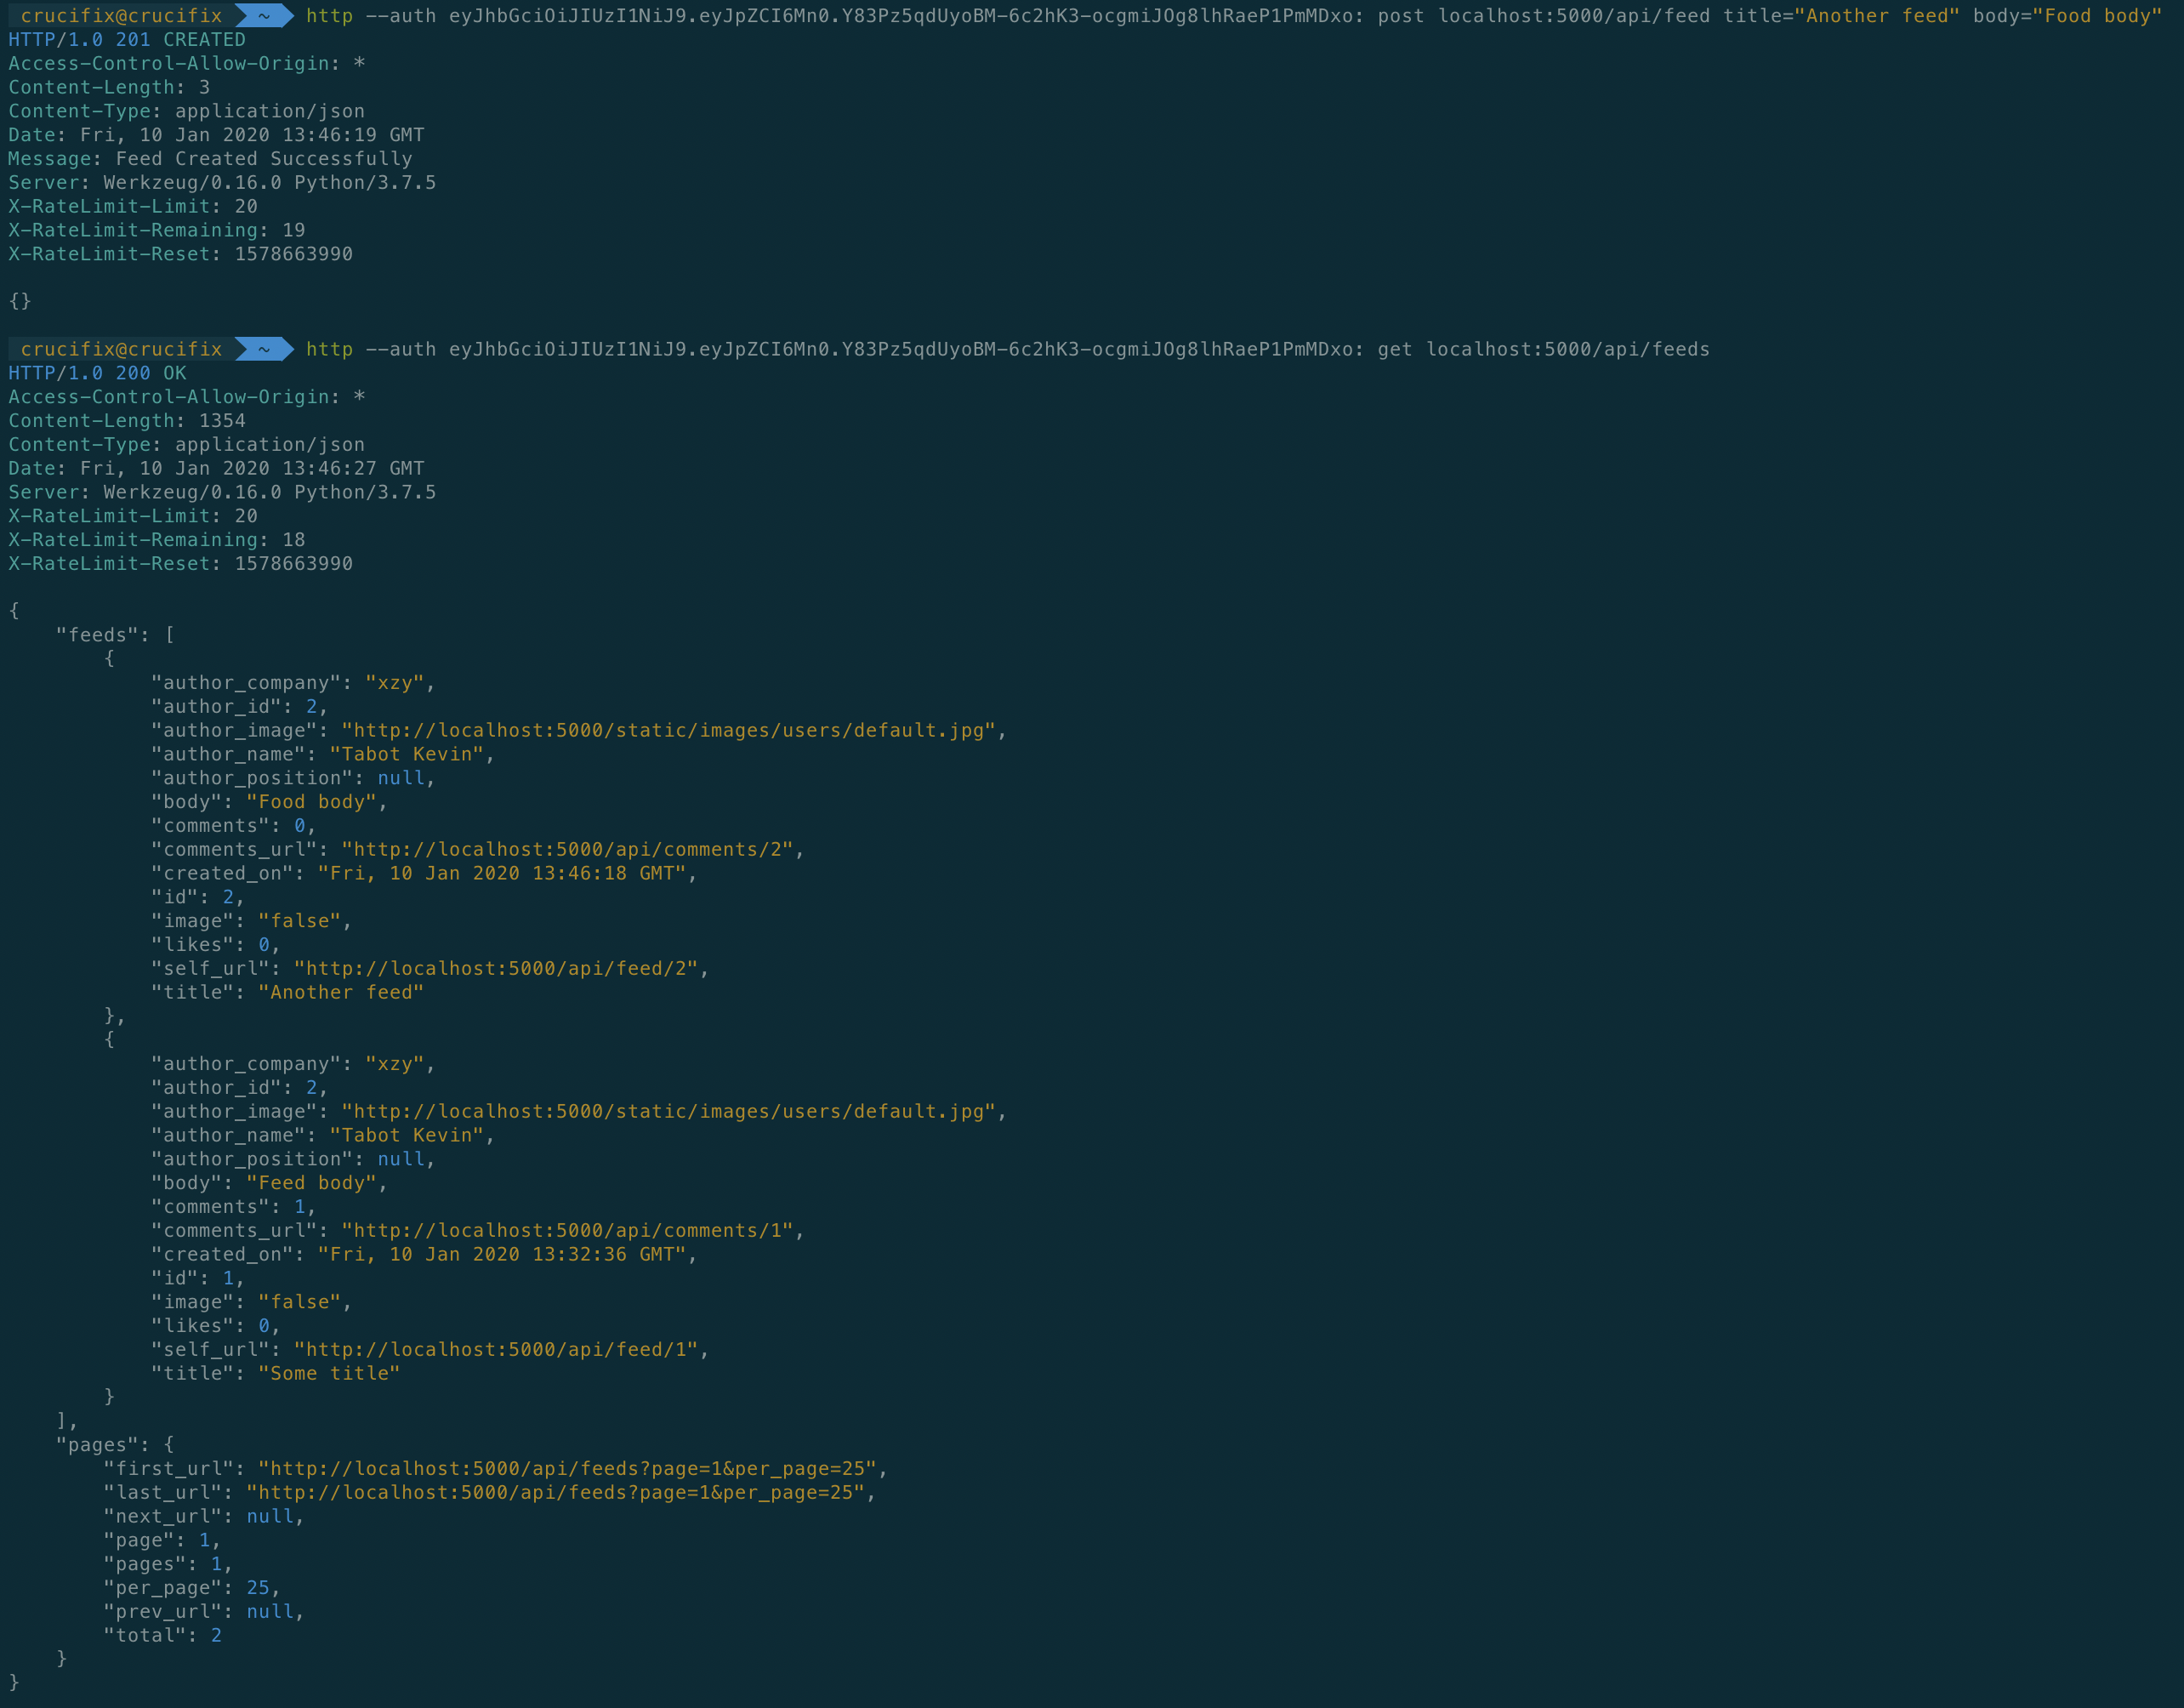 crucifix@crucifix ~ http --auth eyJhbGciOiJIUzI1NiJ9.eyJpZCI6Mn0.Y83Pz5qdUyoBM-6c2hK3-ocgmiJOg8lhRaeP1PmMDxo: post localhost:5000/api/feed title="Another feed" body="Food body"
HTTP/1.0 201 CREATED
Access-Control-Allow-Origin: *
Content-Length: 3
Content-Type: application/json
Date: Fri, 10 Jan 2020 13:46:19 GMT
Message: Feed Created Successfully
Server: Werkzeug/0.16.0 Python/3.7.5
X-RateLimit-Limit: 20
X-RateLimit-Remaining: 19
X-RateLimit-Reset: 1578663990

{}

crucifix@crucifix ~ http --auth eyJhbGciOiJIUzI1NiJ9.eyJpZCI6Mn0.Y83Pz5qdUyoBM-6c2hK3-ocgmiJOg8lhRaeP1PmMDxo: get localhost:5000/api/feeds
HTTP/1.0 200 OK
Access-Control-Allow-Origin: *
Content-Length: 1354
Content-Type: application/json
Date: Fri, 10 Jan 2020 13:46:27 GMT
Server: Werkzeug/0.16.0 Python/3.7.5
X-RateLimit-Limit: 20
X-RateLimit-Remaining: 18
X-RateLimit-Reset: 1578663990

{
    "feeds": [
        {
            "author_company": "xzy",
            "author_id": 2,
            "author_image": "http://localhost:5000/static/images/users/default.jpg",
            "author_name": "Tabot Kevin",
            "author_position": null,
            "body": "Food body",
            "comments": 0,
            "comments_url": "http://localhost:5000/api/comments/2",
            "created_on": "Fri, 10 Jan 2020 13:46:18 GMT",
            "id": 2,
            "image": "false",
            "likes": 0,
            "self_url": "http://localhost:5000/api/feed/2",
            "title": "Another feed"
        },
        {
            "author_company": "xzy",
            "author_id": 2,
            "author_image": "http://localhost:5000/static/images/users/default.jpg",
            "author_name": "Tabot Kevin",
            "author_position": null,
            "body": "Feed body",
            "comments": 1,
            "comments_url": "http://localhost:5000/api/comments/1",
            "created_on": "Fri, 10 Jan 2020 13:32:36 GMT",
            "id": 1,
            "image": "false",
            "likes": 0,
            "self_url": "http://localhost:5000/api/feed/1",
            "title": "Some title"
        }
    ],
    "pages": {
        "first_url": "http://localhost:5000/api/feeds?page=1&per_page=25",
        "last_url": "http://localhost:5000/api/feeds?page=1&per_page=25",
        "next_url": null,
        "page": 1,
        "pages": 1,
        "per_page": 25,
        "prev_url": null,
        "total": 2
    }
}